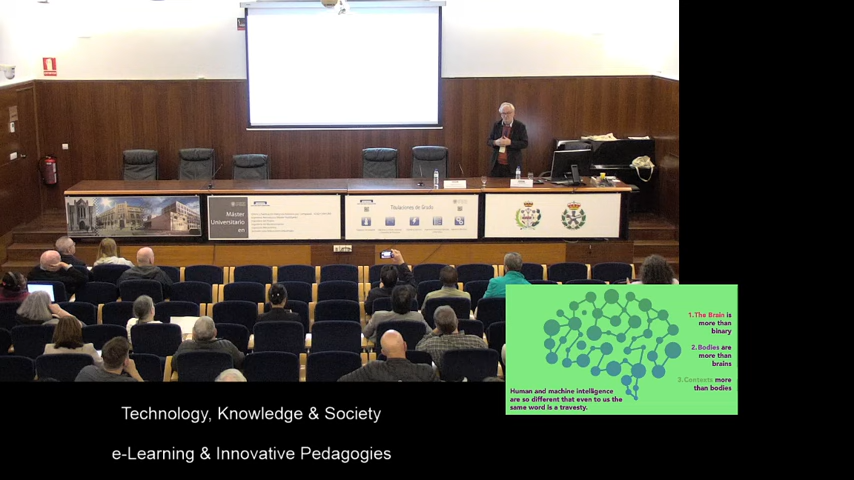 Máster
Universitario
en
Titulaciones de Grado
1.The Brain is
more than
binary
2.Bodies are
more than
brains
3.Contexts more
than bodies
Human and machine intelligence
are so different that even to us the
same word is a travesty.
Technology, Knowledge & Society
e-Learning & Innovative Pedagogies